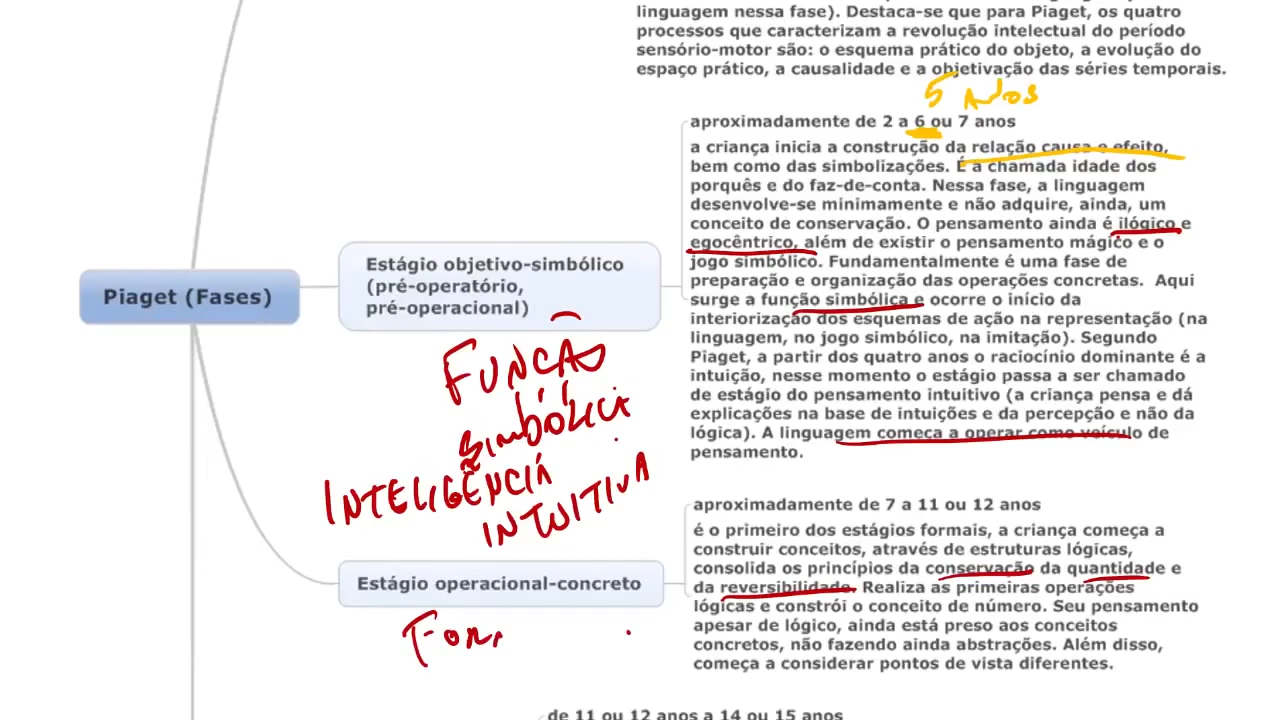 linguagem nessa fase). Destaca-se que para Piaget, os quatro
processos que caracterizam a revolução intelectual do período
sensório-motor são: o esquema prático do objeto, a evolução do
espaço prático, a causalidade e a objetivação das séries temporais.
5 ANOS
aproximadamente de 2 a 6 ou 7 anos
a criança inicia a construção da relação causa e efeito,
bem como das simbolizações. É a chamada idade dos
porquês e do faz-de-conta. Nessa fase, a linguagem
desenvolve-se minimamente e não adquire, ainda, um
conceito de conservação. O pensamento ainda é ilógico e
egocêntrico, além de existir o pensamento mágico e o
jogo simbólico. Fundamentalmente é uma fase de
preparação e organização das operações concretas. Aqui
surge a função simbólica e ocorre o início da
interiorização dos esquemas de ação na representação (na
linguagem, no jogo simbólico, na imitação). Segundo
Piaget, a partir dos quatro anos o raciocínio dominante é a
intuição, nesse momento o estágio passa a ser chamado
de estágio do pensamento intuitivo (a criança pensa e dá
explicações na base de intuições e da percepção e não da
lógica). A linguagem começa a operar como veículo de
pensamento.
Estágio objetivo-simbólico
(pré-operatório,
pré-operacional)
Piaget (Fases)
FUNCÃO
SIMBÓLICA
INTELIGÊNCIA
INTUITIVA
aproximadamente de 7 a 11 ou 12 anos
é o primeiro dos estágios formais, a criança começa a
construir conceitos, através de estruturas lógicas,
consolida os princípios da conservação da quantidade e
da reversibilidade. Realiza as primeiras operações
lógicas e constrói o conceito de número. Seu pensamento
apesar de lógico, ainda está preso aos conceitos
concretos, não fazendo ainda abstrações. Além disso,
começa a considerar pontos de vista diferentes.
Estágio operacional-concreto
de 11 ou 12 anos a 14 ou 15 anos